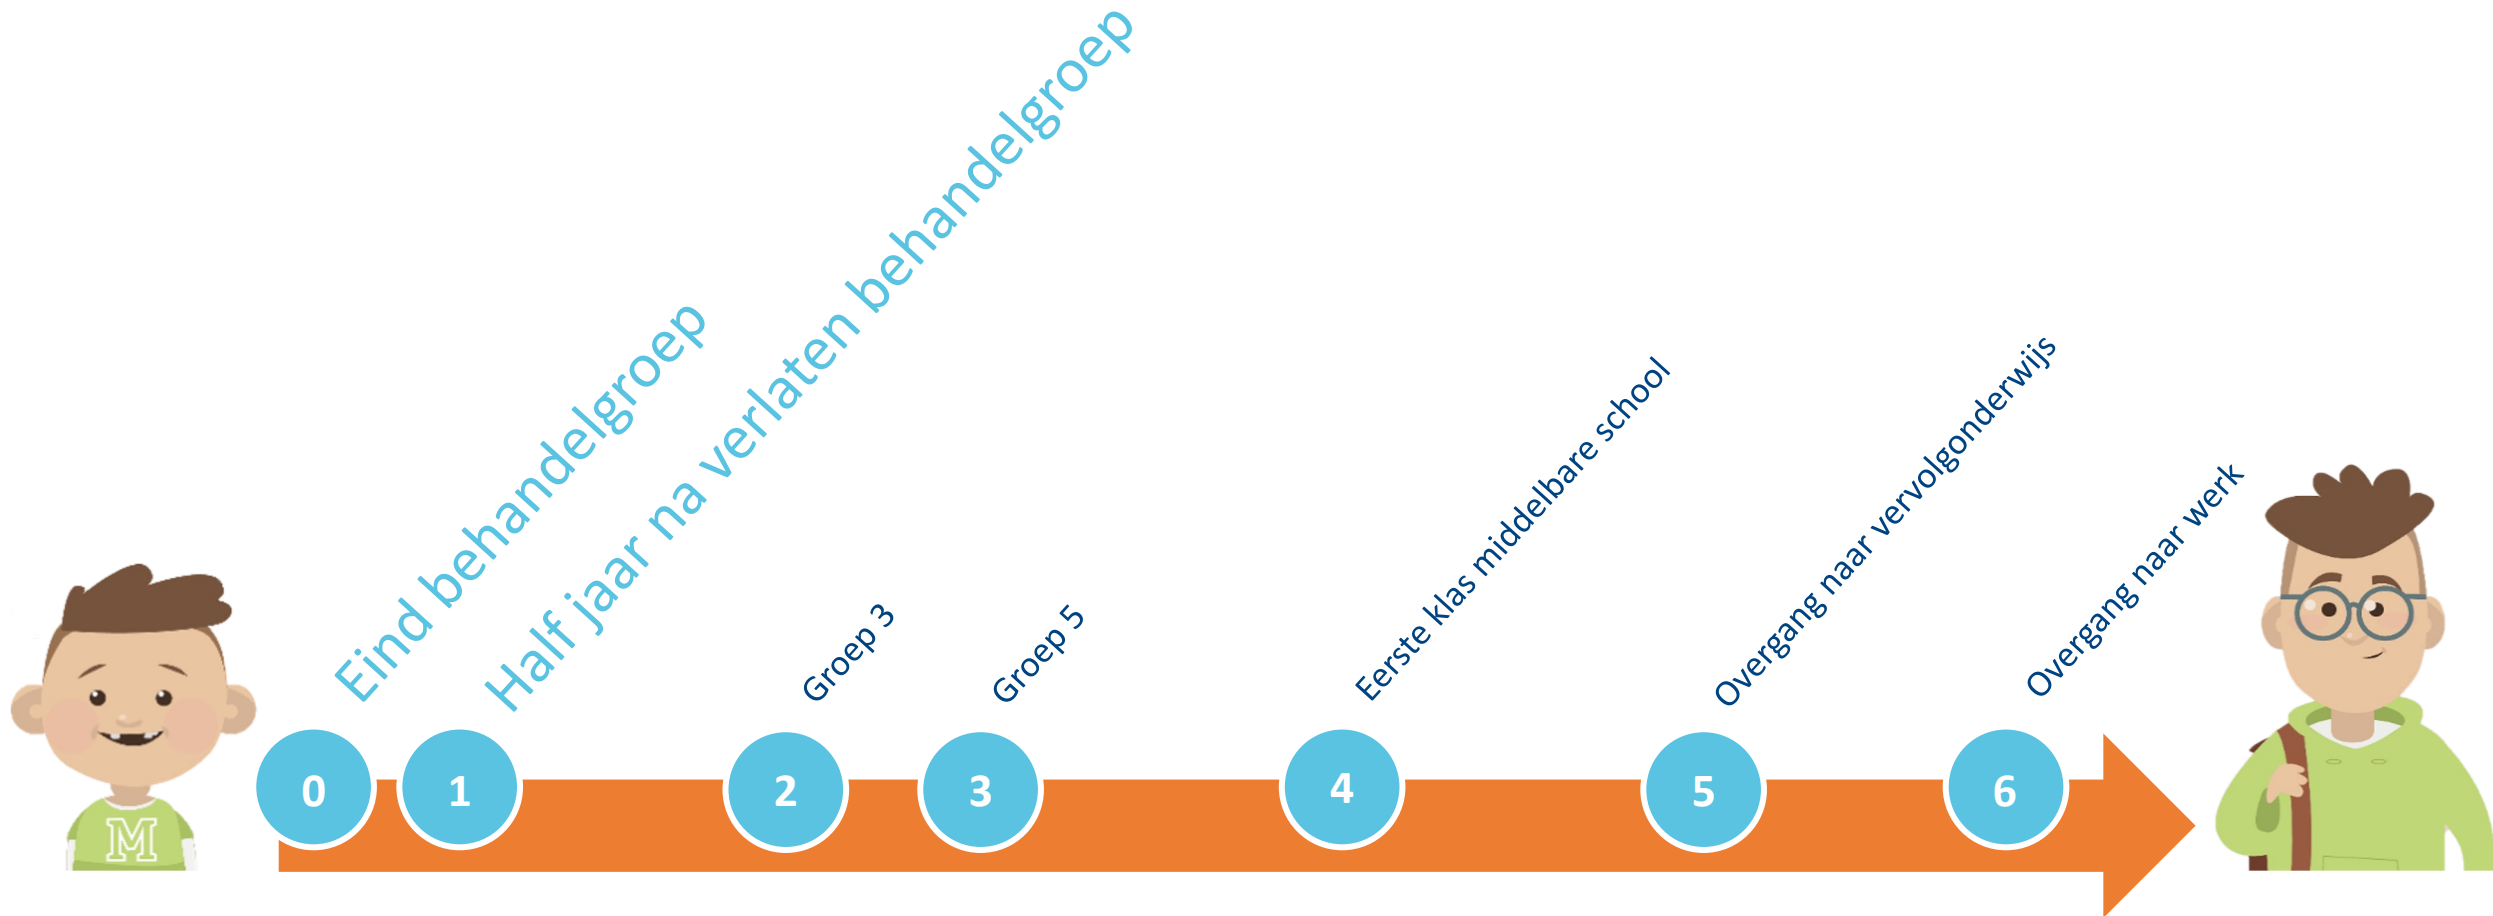 Eind behandelgroep
Half jaar na verlaten behandelgroep
Groep 3
Groep 5
Eerste klas middelbare school
Overgang naar vervolgonderwijs
Overgang naar werk
0
1
2
3
4
5
6
M